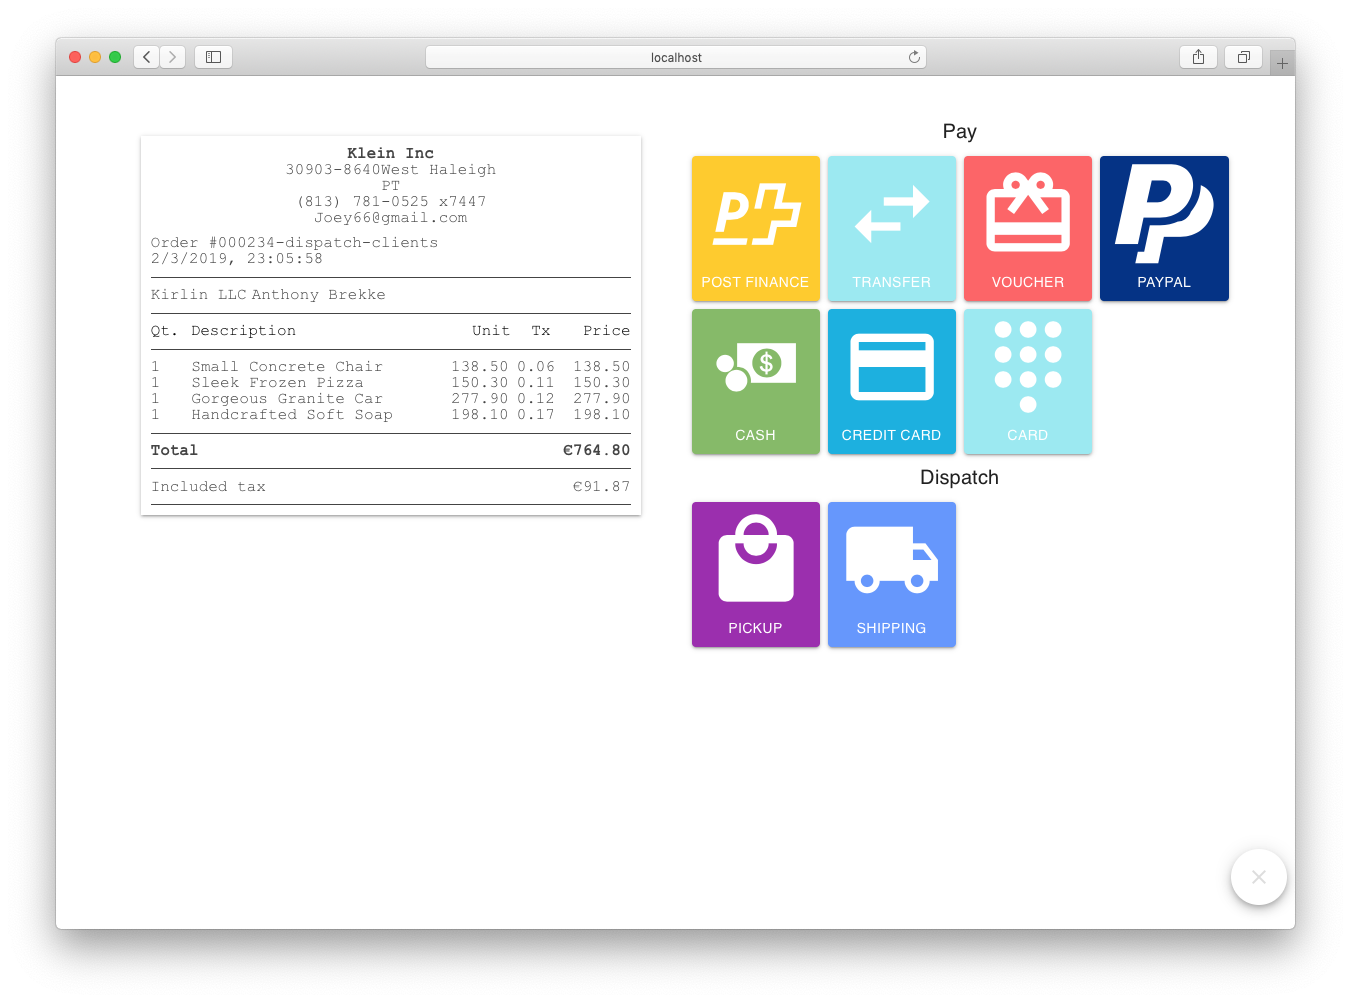 localhost
Klein Inc
30903-8640West Haleigh
PT
(813) 781-0525 x7447
Joey66@gmail.com
Order #000234-dispatch-clients
2/3/2019, 23:05:58
Kirlin LLC Anthony Brekke
Qt. Description Unit Tx Price
1 Small Concrete Chair 138.50 0.06 138.50
1 Sleek Frozen Pizza 150.30 0.11 150.30
1 Gorgeous Granite Car 277.90 0.12 277.90
1 Handcrafted Soft Soap 198.10 0.17 198.10
Total €764.80
Included tax €91.87
Pay
POST FINANCE TRANSFER VOUCHER PAYPAL
CASH CREDIT CARD CARD
Dispatch
PICKUP SHIPPING